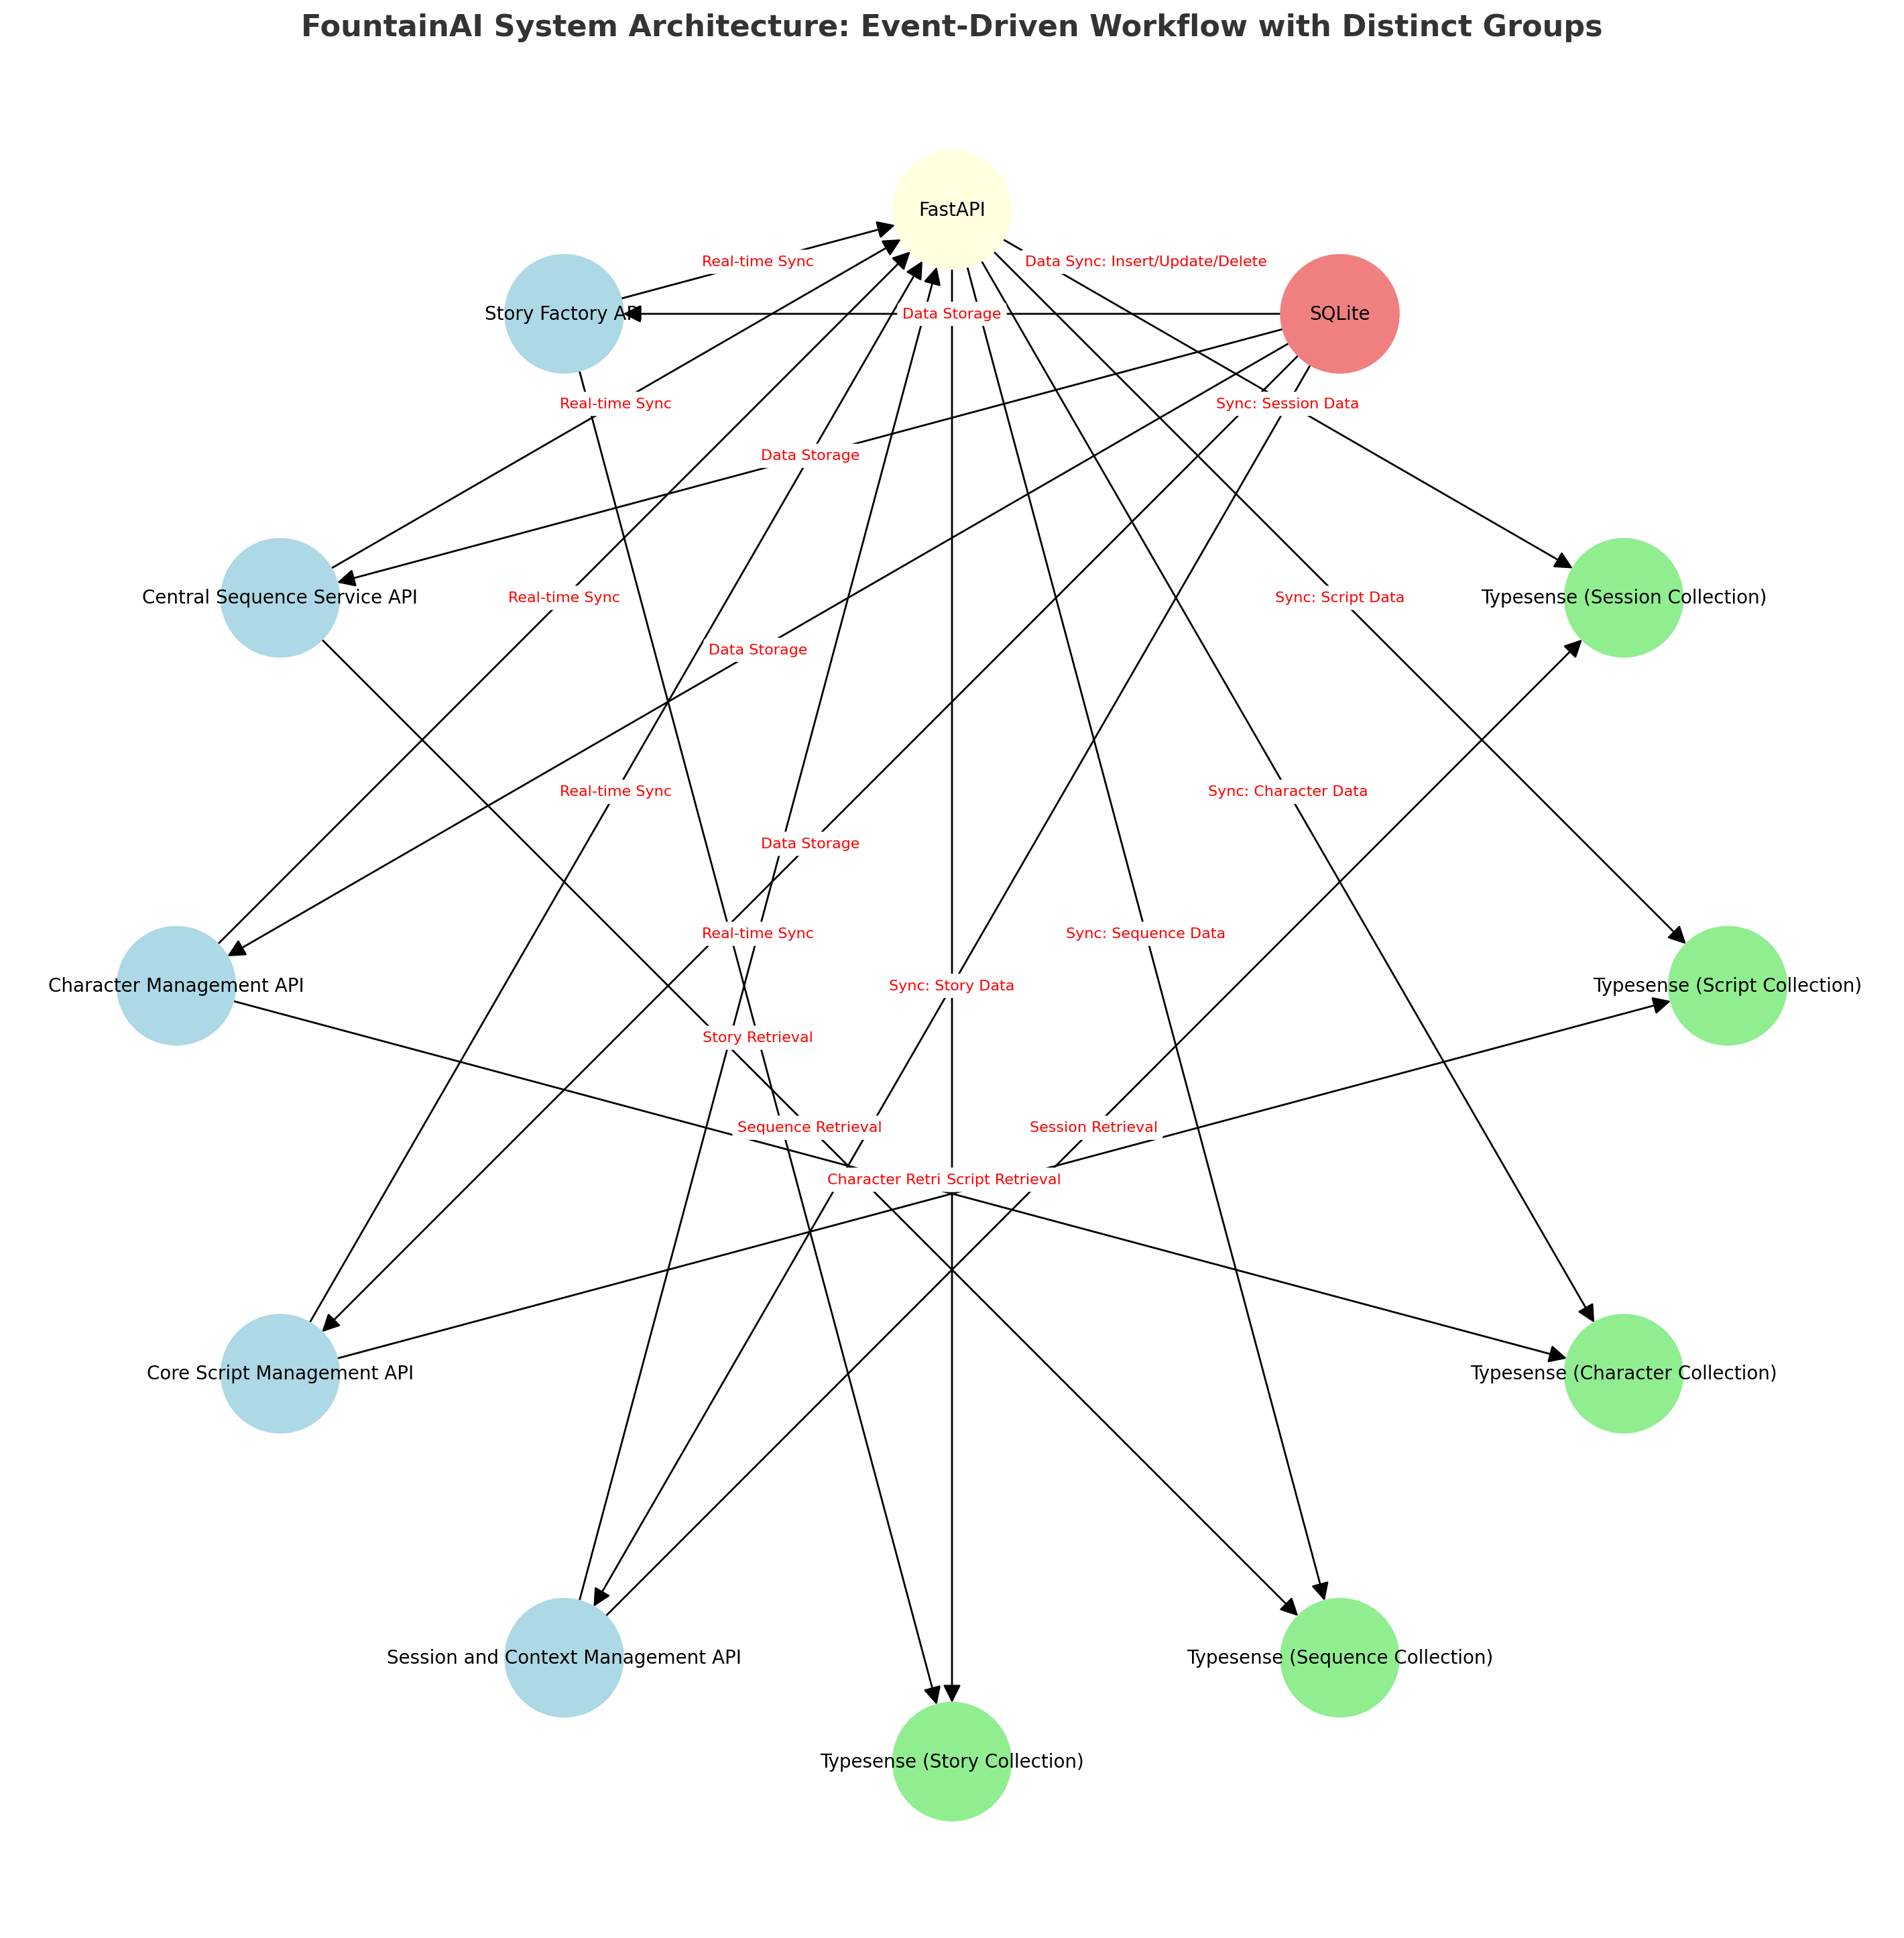 FountainAI System Architecture: Event-Driven Workflow with Distinct Groups
FastAPI
Real-time Sync
Data Sync: Insert/Update/Delete
Story Factory API
Data Storage
SQLite
Real-time Sync
Sync: Session Data
Data Storage
Central Sequence Service API
Real-time Sync
Sync: Script Data
Typesense (Session Collection)
Data Storage
Real-time Sync
Sync: Character Data
Data Storage
Real-time Sync
Sync: Sequence Data
Character Management API
Sync: Story Data
Typesense (Script Collection)
Story Retrieval
Sequence Retrieval
Session Retrieval
Character Retri
Script Retrieval
Core Script Management API
Typesense (Character Collection)
Session and Context Management API
Typesense (Sequence Collection)
Typesense (Story Collection)